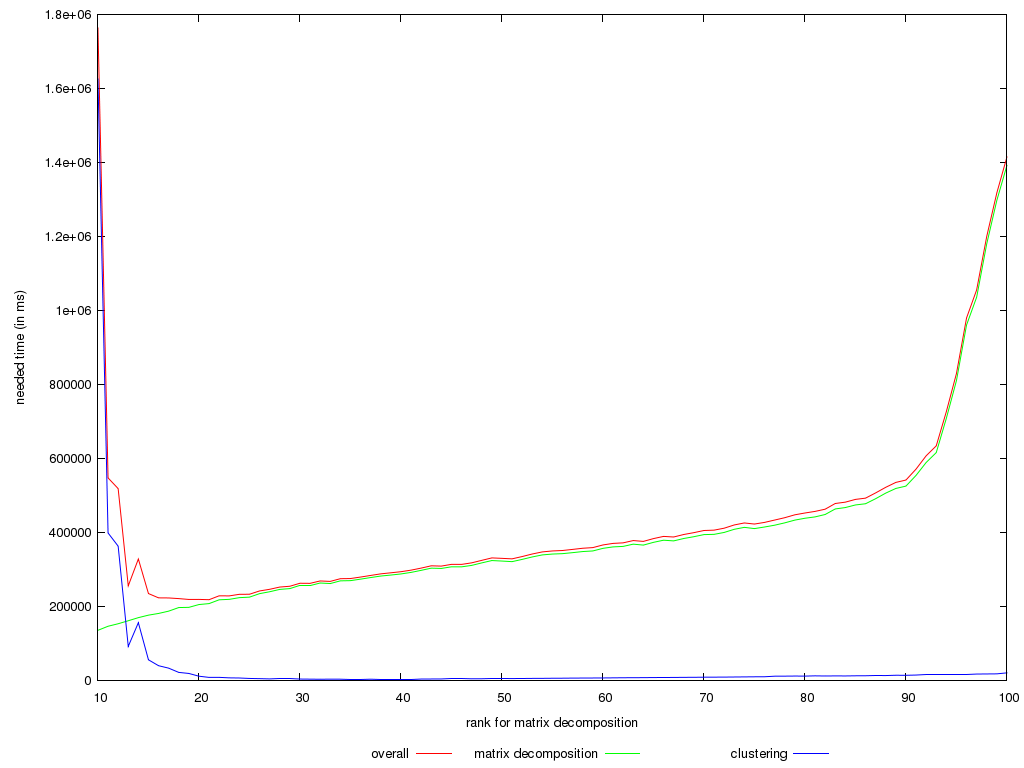 1.8e+06
1.6e+06
1.4e+06
1.2e+06
1e+06
800000
600000
400000
200000
0
needed time (in ms)
10 20 30 40 50 60 70 80 90 100
rank for matrix decomposition
overall matrix decomposition clustering